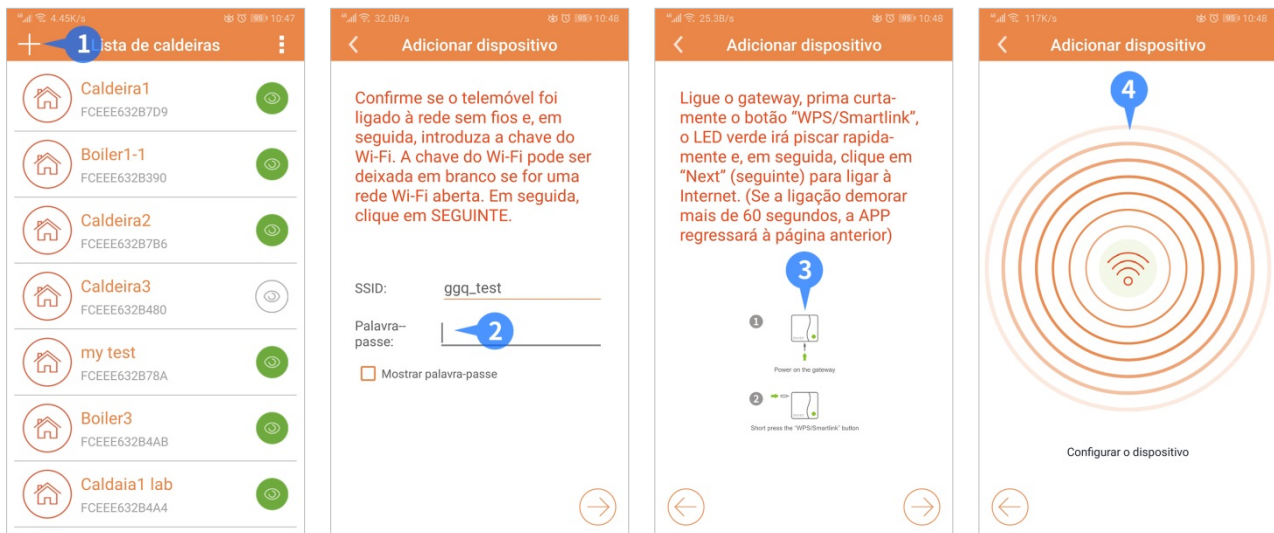 4.45K/s
98
10:47
1
Lista de caldeiras
Caldeira1
FCEEE632B7D9
Boiler1-1
FCEEE632B390
Caldeira2
FCEEE632B7B6
Caldeira3
FCEEE632B480
my test
FCEEE632B78A
Boiler3
FCEEE632B4AB
Caldaia1 lab
FCEEE632B4A4
32.0B/s
98
10:48
Adicionar dispositivo
Confirme se o telemóvel foi
ligado à rede sem fios e, em
seguida, introduza a chave do
Wi-Fi. A chave do Wi-Fi pode ser
deixada em branco se for uma
rede Wi-Fi aberta. Em seguida,
clique em SEGUINTE.
SSID: ggq_test
Palavra–
passe:
2
Mostrar palavra-passe
25.3B/s
98
10:48
Adicionar dispositivo
Ligue o gateway, prima curta-
mente o botão “WPS/Smartlink”,
o LED verde irá piscar rapida-
mente e, em seguida, clique em
“Next” (seguinte) para ligar à
Internet. (Se a ligação demorar
mais de 60 segundos, a APP
regressará à página anterior)
3
1
Power on the gateway
2
Short press the "WPS/Smartlink" button
117K/s
98
10:48
Adicionar dispositivo
4
Configurar o dispositivo